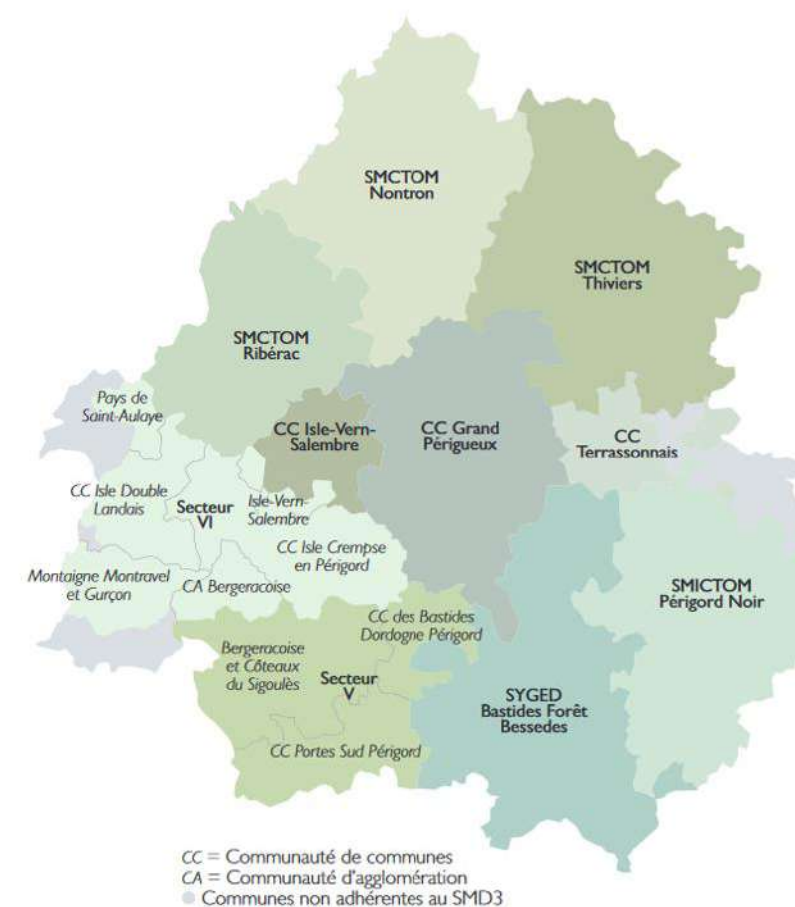 SMCTOM
Nontron
SMCTOM
Thiviers
SMCTOM
Ribérac
Pays de
Saint-Aulaye
CC Isle-Vern-
Salembre
CC Grand
Périgueux
CC
Terrassonnais
CC Isle Double
Landais
Secteur
VI
Isle-Vern-
Salembre
CC Isle Crempse
en Périgord
Montaigne Montravel
et Gurçon
CA Bergeracoise
SMICTOM
Périgord Noir
CC des Bastides
Dordogne Périgord
Bergeracoise
et Côteaux
du Sigoulès
Secteur
V
SYGED
Bastides Forêt
Bessedes
CC Portes Sud Périgord
CC = Communauté de communes
CA = Communauté d'agglomération
Communes non adhérentes au SMD3